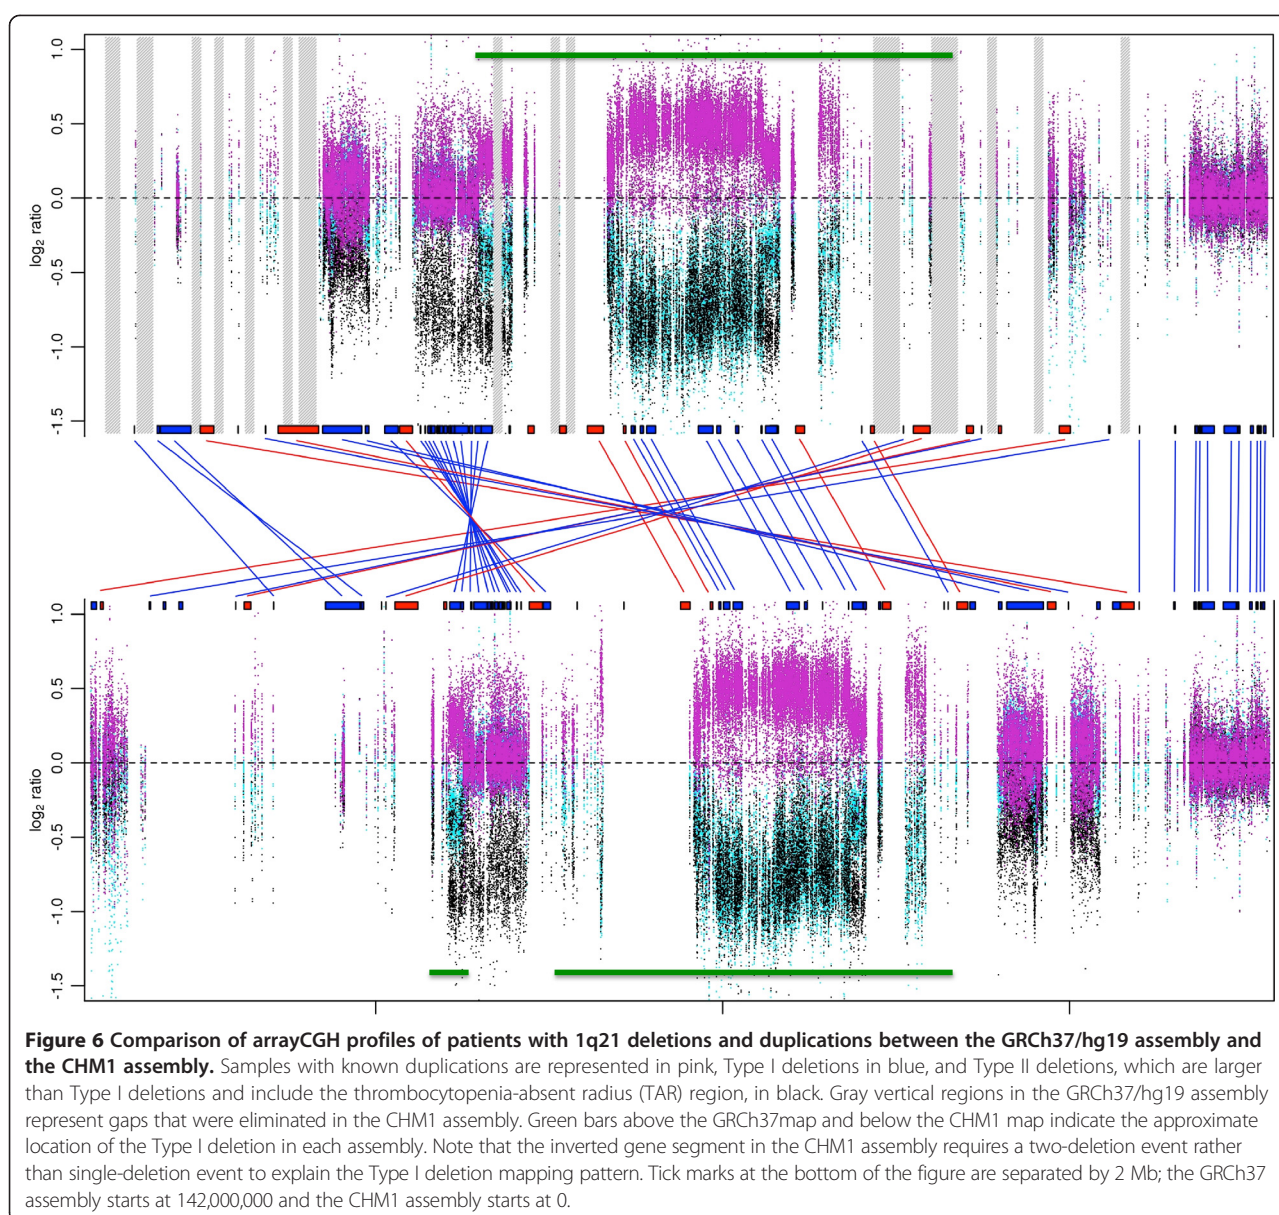 1.0
0.5
0.0
-0.5
-1.0
-1.5
log2 ratio
1.0
0.5
0.0
-0.5
-1.0
-1.5
log2 ratio
Figure 6 Comparison of arrayCGH profiles of patients with 1q21 deletions and duplications between the GRCh37/hg19 assembly and
the CHM1 assembly. Samples with known duplications are represented in pink, Type I deletions in blue, and Type II deletions, which are larger
than Type I deletions and include the thrombocytopenia-absent radius (TAR) region, in black. Gray vertical regions in the GRCh37/hg19 assembly
represent gaps that were eliminated in the CHM1 assembly. Green bars above the GRCh37map and below the CHM1 map indicate the approximate
location of the Type I deletion in each assembly. Note that the inverted gene segment in the CHM1 assembly requires a two-deletion event rather
than single-deletion event to explain the Type I deletion mapping pattern. Tick marks at the bottom of the figure are separated by 2 Mb; the GRCh37
assembly starts at 142,000,000 and the CHM1 assembly starts at 0.